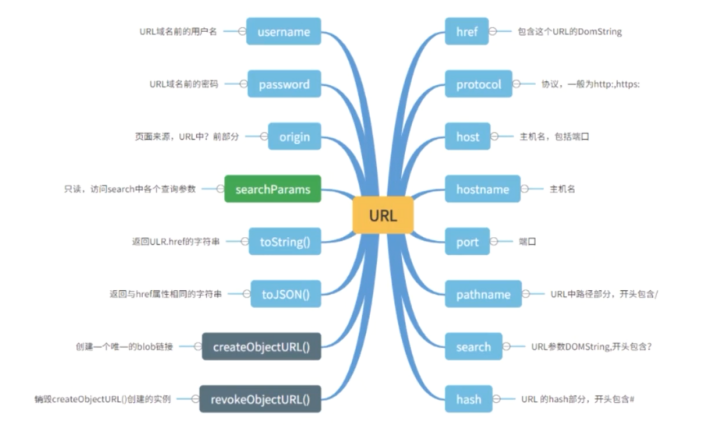 URL域名前的用户名
username
URL域名前的密码
password
页面来源，URL中？前部分
origin
只读，访问search中各个查询参数
searchParams
返回ULR.href的字符串
toString()
返回与href属性相同的字符串
toJSON()
创建一个唯一的blob链接
createObjectURL()
销毁createObjectURL()创建的实例
revokeObjectURL()
URL
href
包含这个URL的DomString
protocol
协议，一般为http:,https:
host
主机名，包括端口
hostname
主机名
port
端口
pathname
URL中路径部分，开头包含/
search
URL参数DOMString,开头包含？
hash
URL 的hash部分，开头包含#